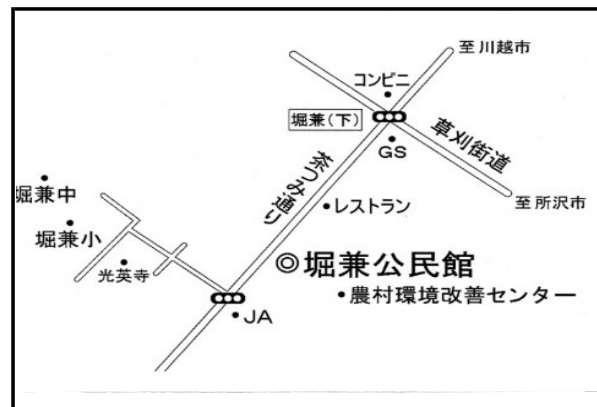 至川越市
コンビニ
堀兼(下)
GS
草刈街道
茶つみ通り
至所沢市
堀兼中
レストラン
堀兼小
光英寺
◎堀兼公民館
農村環境改善センター
JA